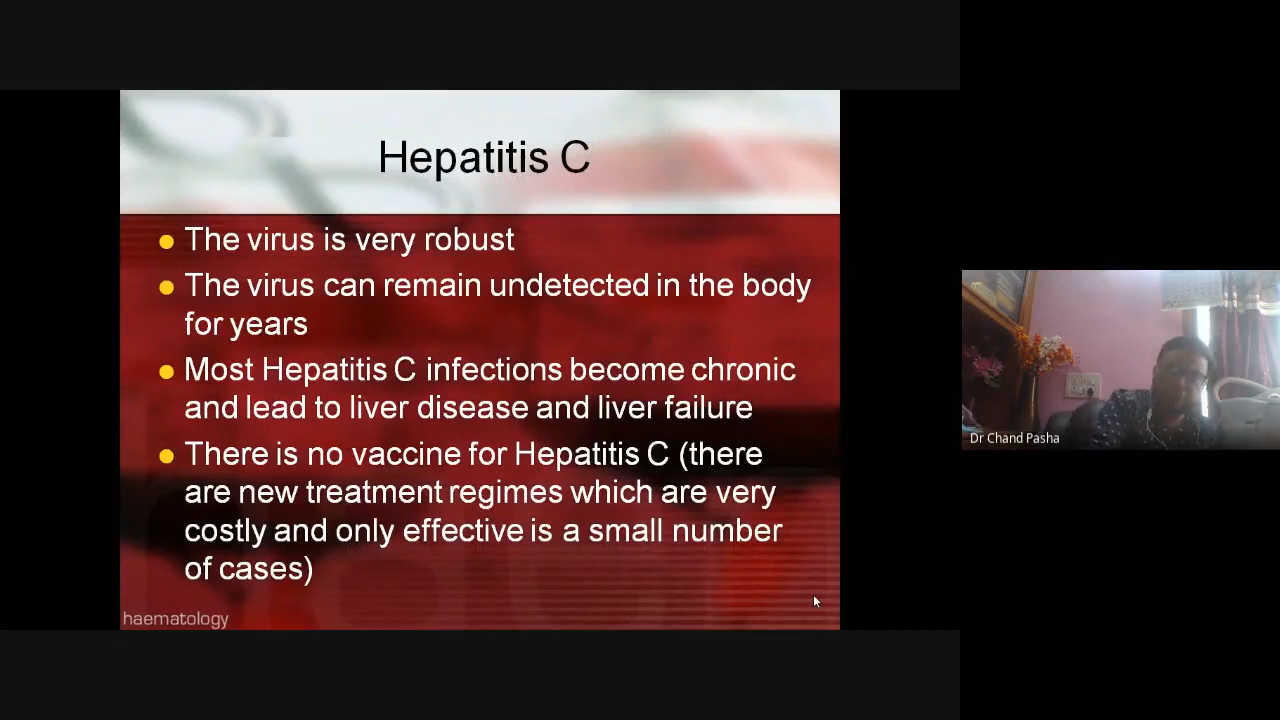 Hepatitis C
The virus is very robust
The virus can remain undetected in the body
for years
Most Hepatitis C infections become chronic
and lead to liver disease and liver failure
There is no vaccine for Hepatitis C (there
are new treatment regimes which are very
costly and only effective is a small number
of cases)
haematology
Dr Chand Pasha